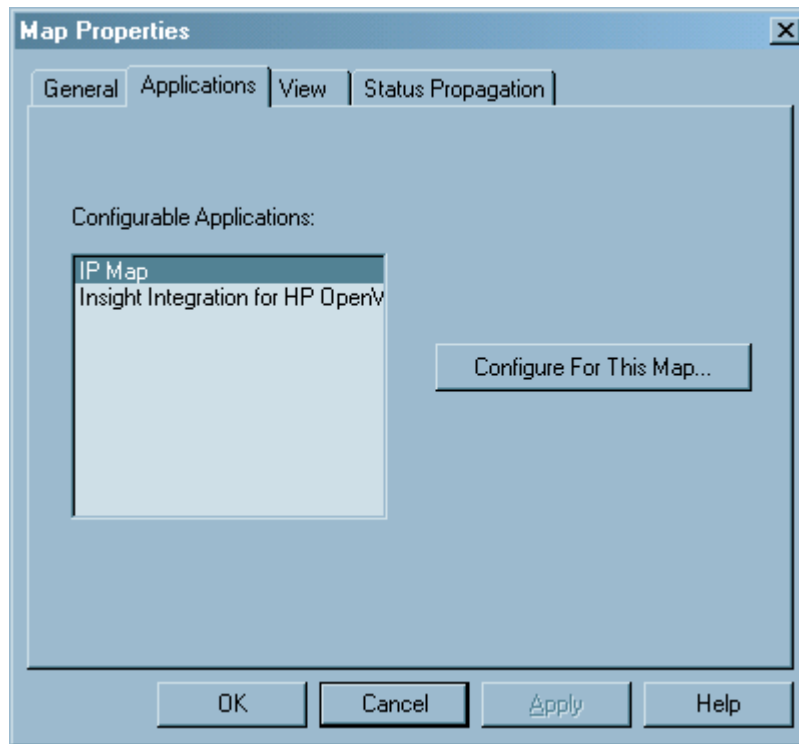 Map Properties
General Applications View Status Propagation
Configurable Applications:
IP Map
Insight Integration for HP OpenV
Configure For This Map...
OK Cancel Apply Help